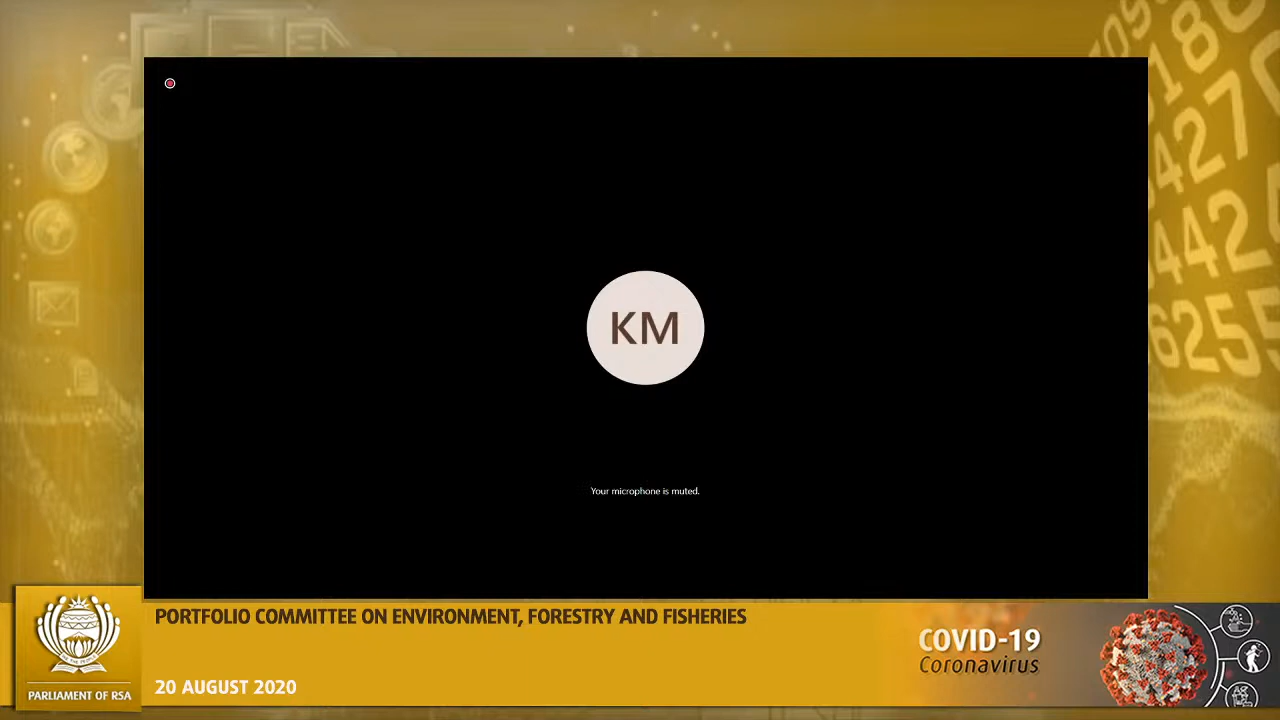 KM
Your microphone is muted.
PORTFOLIO COMMITTEE ON ENVIRONMENT, FORESTRY AND FISHERIES
20 AUGUST 2020
PARLIAMENT OF RSA
COVID-19
Coronavirus
6255